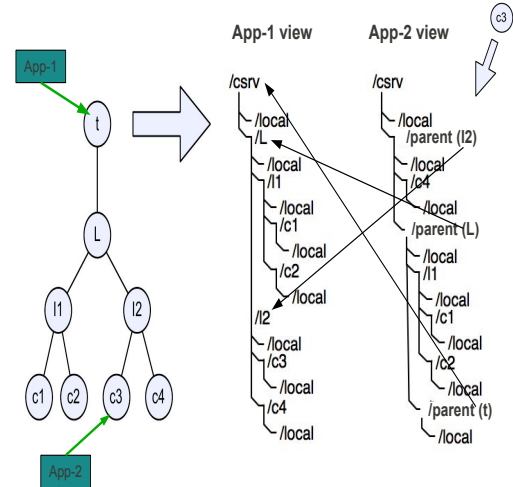 App-1
t
L
l1
l2
c1
c2
c3
c4
App-2
App-1 view
/csrv
/local
/L
/local
/l1
/local
/c1
/local
/c2
/local
/l2
/local
/c3
/local
/c4
/local
App-2 view
c3
/csrv
/local
/parent (l2)
/local
/c4
/local
/parent (L)
/local
/l1
/local
/c1
/local
/c2
/local
/parent (t)
/local